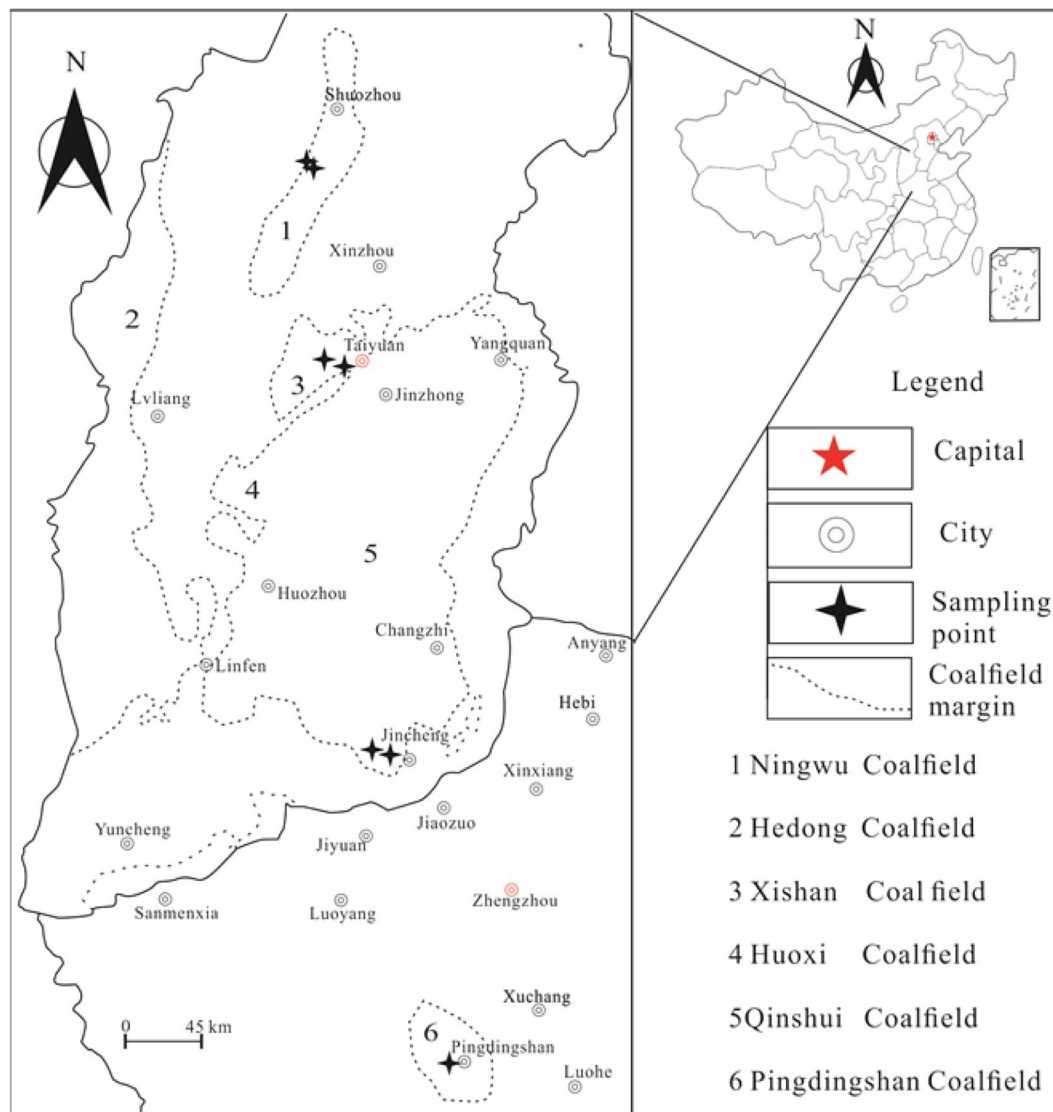 N
N
Shuozhou
1
Xinzhou
2
Taiyuan
Yangquan
3
Jinzhong
Lvliang
4
5
Huozhou
Changzhi
Anyang
Linfen
Hebi
Jincheng
Xinxiang
Jiaozuo
Yuncheng
Jiyuan
Zhengzhou
Sanmenxia
Luoyang
Xuchang
0 45 km
6
Pingdingshan
Luohe
Legend
Capital
City
Sampling
point
Coalfield
margin
1 Ningwu Coalfield
2 Hedong Coalfield
3 Xishan Coal field
4 Huoxi Coalfield
5Qinshui Coalfield
6 Pingdingshan Coalfield